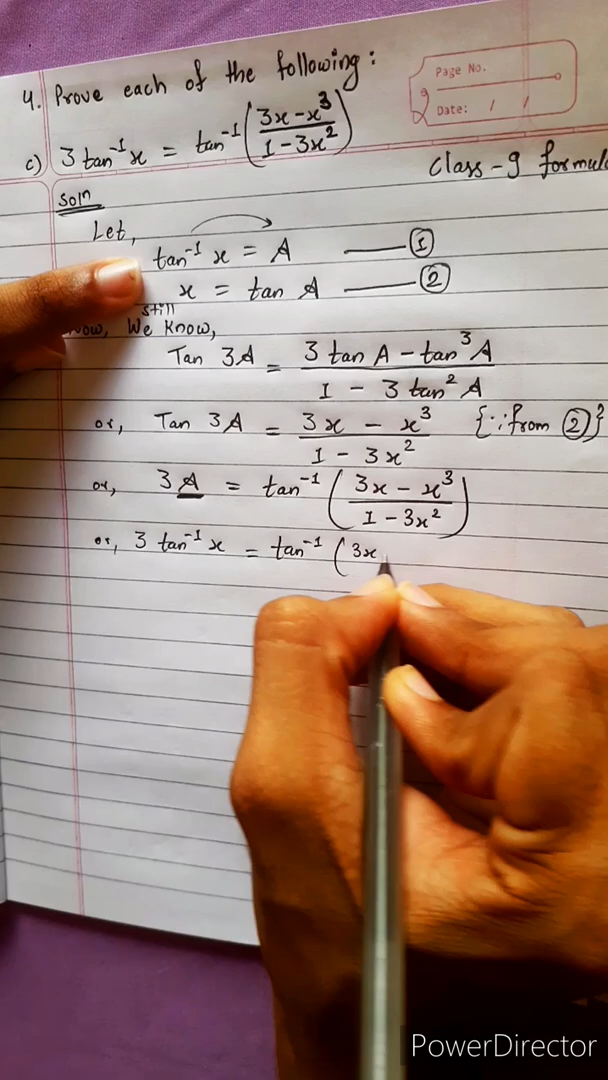 4. Prove each of the following:
Page No.
Date: / /
c) 3 tan⁻¹x = tan⁻¹(3x-x³/1-3x²)
Class-9 formula
Soln
Let,
tan⁻¹ x = A —— ①
x = tan A —— ②
still
Now, We Know,
Tan 3A = 3 tan A - tan³A / 1 - 3 tan² A
or, Tan 3A = 3x - x³ / 1 - 3x² {∵ from ②}
or, 3A = tan⁻¹ (3x - x³ / 1 - 3x²)
or, 3 tan⁻¹ x = tan⁻¹ (3x
PowerDirector